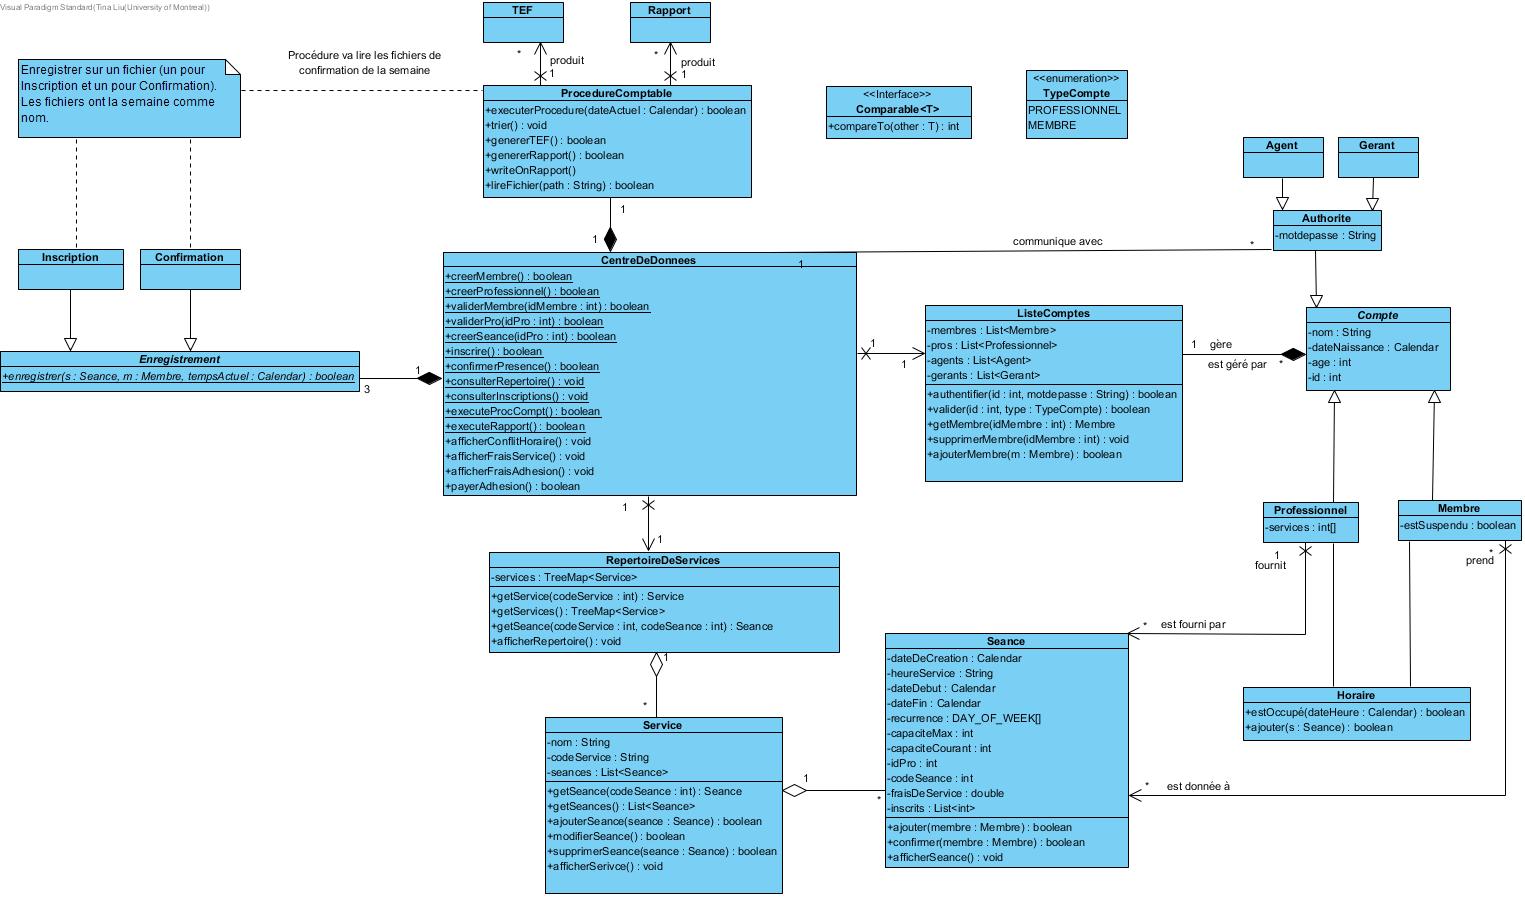 Visual Paradigm Standard(Tina Liu(University of Montreal))
TEF
Rapport
*
produit
1
*
produit
1
Procédure va lire les fichiers de
confirmation de la semaine
Enregistrer sur un fichier (un pour
Inscription et un pour Confirmation).
Les fichiers ont la semaine comme
nom.
ProcedureComptable
+executerProcedure(dateActuel : Calendar) : boolean
+trier() : void
+genererTEF() : boolean
+genererRapport() : boolean
+writeOnRapport()
+lireFichier(path : String) : boolean
<<Interface>>
Comparable<T>
+compareTo(other : T) : int
<<enumeration>>
TypeCompte
PROFESSIONNEL
MEMBRE
Agent
Gerant
Authorite
-motdepasse : String
1
1
communique avec
*
1
Inscription
Confirmation
Enregistrement
+enregistrer(s : Seance, m : Membre, tempsActuel : Calendar) : boolean
1
3
CentreDeDonnees
+creerMembre() : boolean
+creerProfessionnel() : boolean
+validerMembre(idMembre : int) : boolean
+validerPro(idPro : int) : boolean
+creerSeance(idPro : int) : boolean
+inscrire() : boolean
+confirmerPresence() : boolean
+consulterRepertoire() : void
+consulterInscriptions() : void
+executeProcCompt() : boolean
+executeRapport() : boolean
+afficherConflitHoraire() : void
+afficherFraisService() : void
+afficherFraisAdhesion() : void
+payerAdhesion() : boolean
1
1
ListeComptes
-membres : List<Membre>
-pros : List<Professionnel>
-agents : List<Agent>
-gerants : List<Gerant>
+authentifier(id : int, motdepasse : String) : boolean
+valider(id : int, type : TypeCompte) : boolean
+getMembre(idMembre : int) : Membre
+supprimerMembre(idMembre : int) : void
+ajouterMembre(m : Membre) : boolean
1
gère
est géré par
*
Compte
-nom : String
-dateNaissance : Calendar
-age : int
-id : int
1
1
Professionnel
-services : int[]
Membre
-estSuspendu : boolean
1
fournit
*
prend
RepertoireDeServices
-services : TreeMap<Service>
+getService(codeService : int) : Service
+getServices() : TreeMap<Service>
+getSeance(codeService : int, codeSeance : int) : Seance
+afficherRepertoire() : void
1
*
*
est fourni par
Seance
-dateDeCreation : Calendar
-heureService : String
-dateDebut : Calendar
-dateFin : Calendar
-recurrence : DAY_OF_WEEK[]
-capaciteMax : int
-capaciteCourant : int
-idPro : int
-codeSeance : int
-fraisDeService : double
-inscrits : List<int>
+ajouter(membre : Membre) : boolean
+confirmer(membre : Membre) : boolean
+afficherSeance() : void
Horaire
+estOccupé(dateHeure : Calendar) : boolean
+ajouter(s : Seance) : boolean
*
est donnée à
Service
-nom : String
-codeService : String
-seances : List<Seance>
+getSeance(codeSeance : int) : Seance
+getSeances() : List<Seance>
+ajouterSeance(seance : Seance) : boolean
+modifierSeance() : boolean
+supprimerSeance(seance : Seance) : boolean
+afficherSerivce() : void
1
*